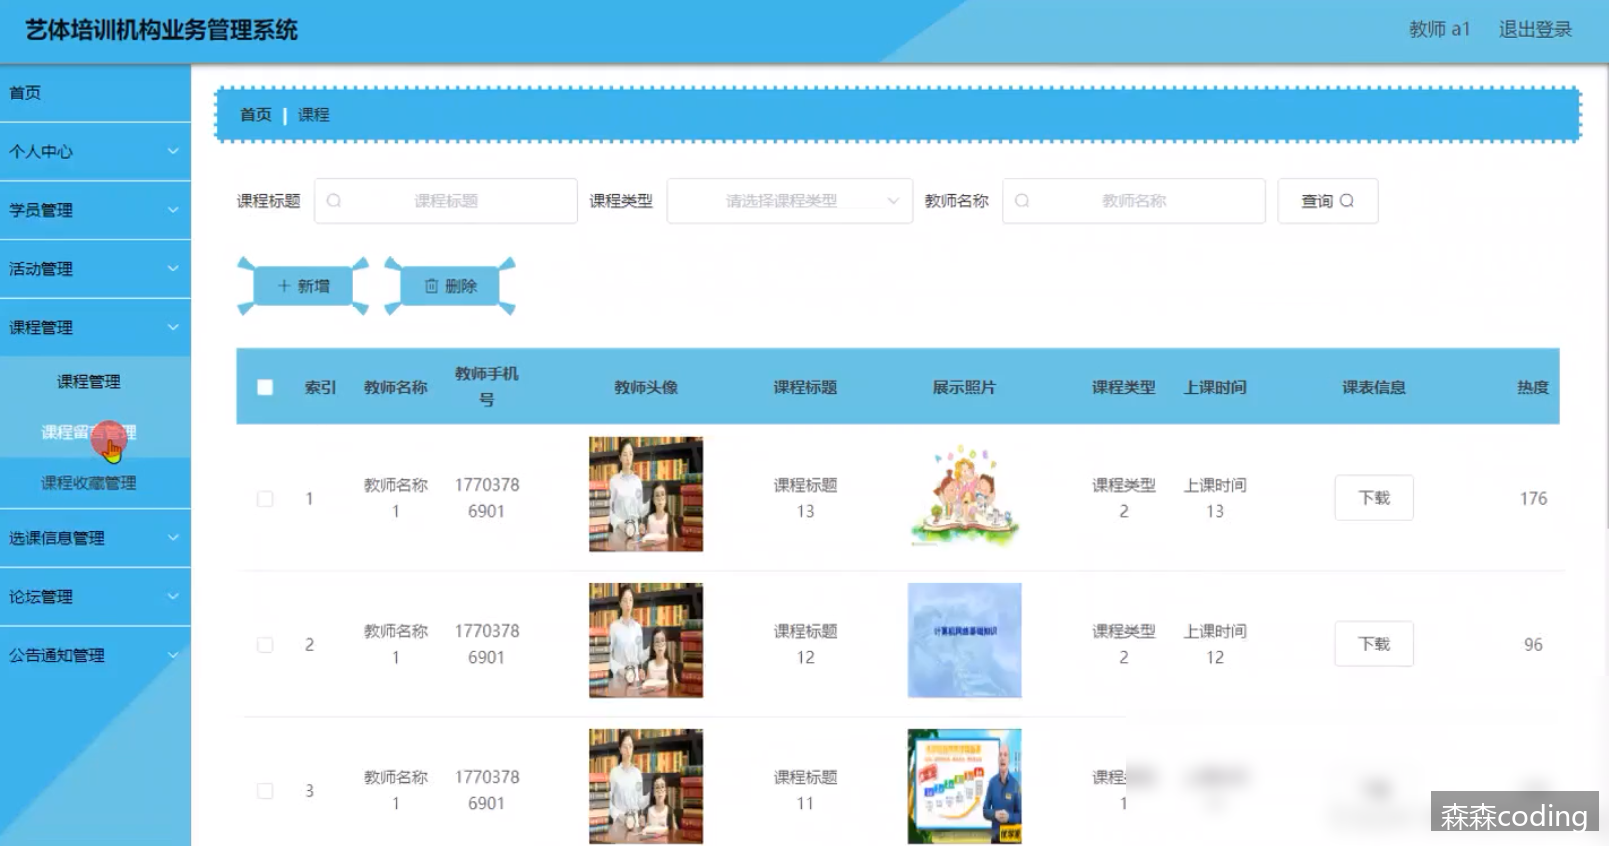 艺体培训机构业务管理系统
教师 a1 退出登录
首页
个人中心
学员管理
活动管理
课程管理
课程管理
课程留言管理
课程收藏管理
选课信息管理
论坛管理
公告通知管理
首页 | 课程
课程标题 课程标题 课程类型 请选择课程类型 教师名称 教师名称 查询
新增 删除
索引 教师名称 教师手机号 教师头像 课程标题 展示照片 课程类型 上课时间 课表信息 热度
1 教师名称1 17703786901 课程标题13 课程类型2 上课时间13 下载 176
2 教师名称1 17703786901 课程标题12 计算机网络基础知识 课程类型2 上课时间12 下载 96
3 教师名称1 17703786901 课程标题11 课程 1
森森coding